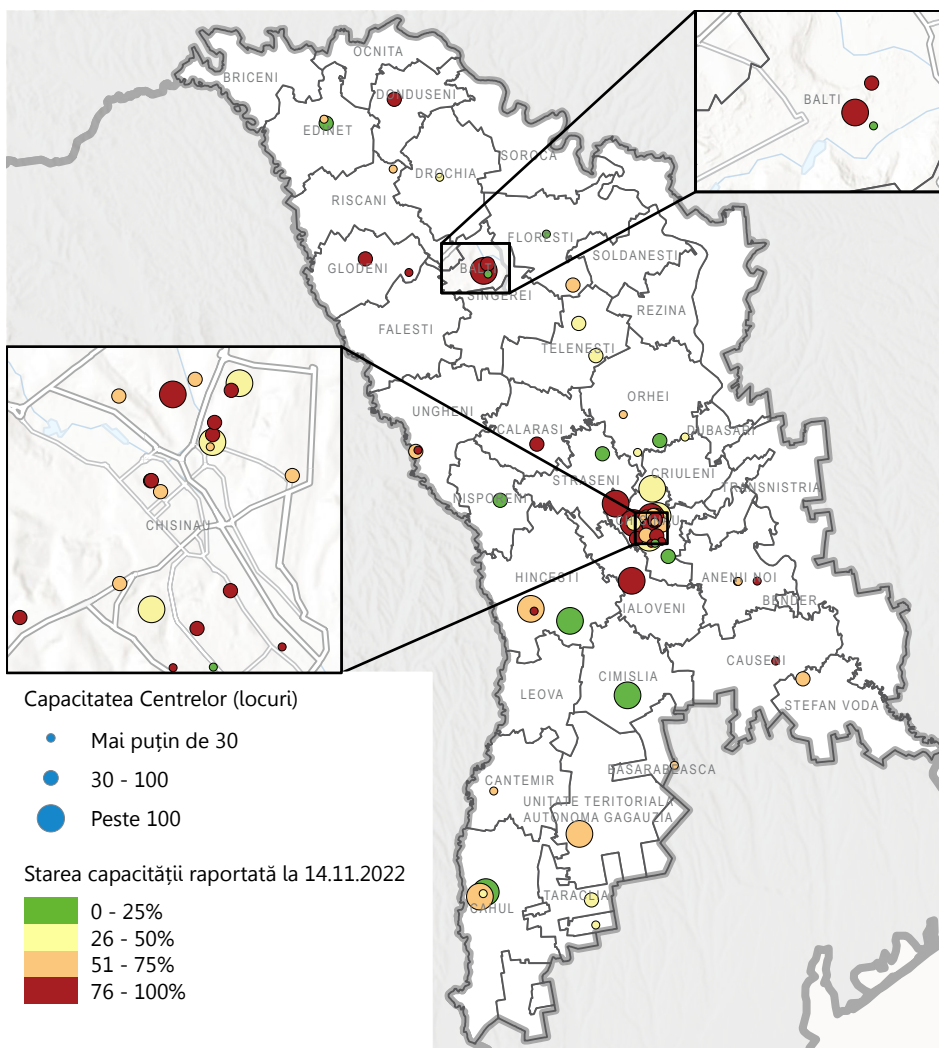 OCNITA
BRICENI
DONDUSENI
EDINET
SOROCA
DROCHIA
RISCANI
FLORESTI
SOLDANESTI
GLODENI
BALTI
SINGEREI
REZINA
FALESTI
TELENESTI
ORHEI
UNGHENI
CALARASI
DUBASARI
STRASENI
CRIULENI
TRANSNISTRIA
NISPORENI
HINCESTI
ANENII NOI
BENDER
IALOVENI
CAUSENI
CIMISLIA
LEOVA
STEFAN VODA
BASARABEASCA
CANTEMIR
UNITATE TERITORIALA
AUTONOMA GAGAUZIA
TARACLIA
CAHUL
BALTI
CHISINAU
Capacitatea Centrelor (locuri)
Mai puțin de 30
30 - 100
Peste 100
Starea capacității raportată la 14.11.2022
0 - 25%
26 - 50%
51 - 75%
76 - 100%